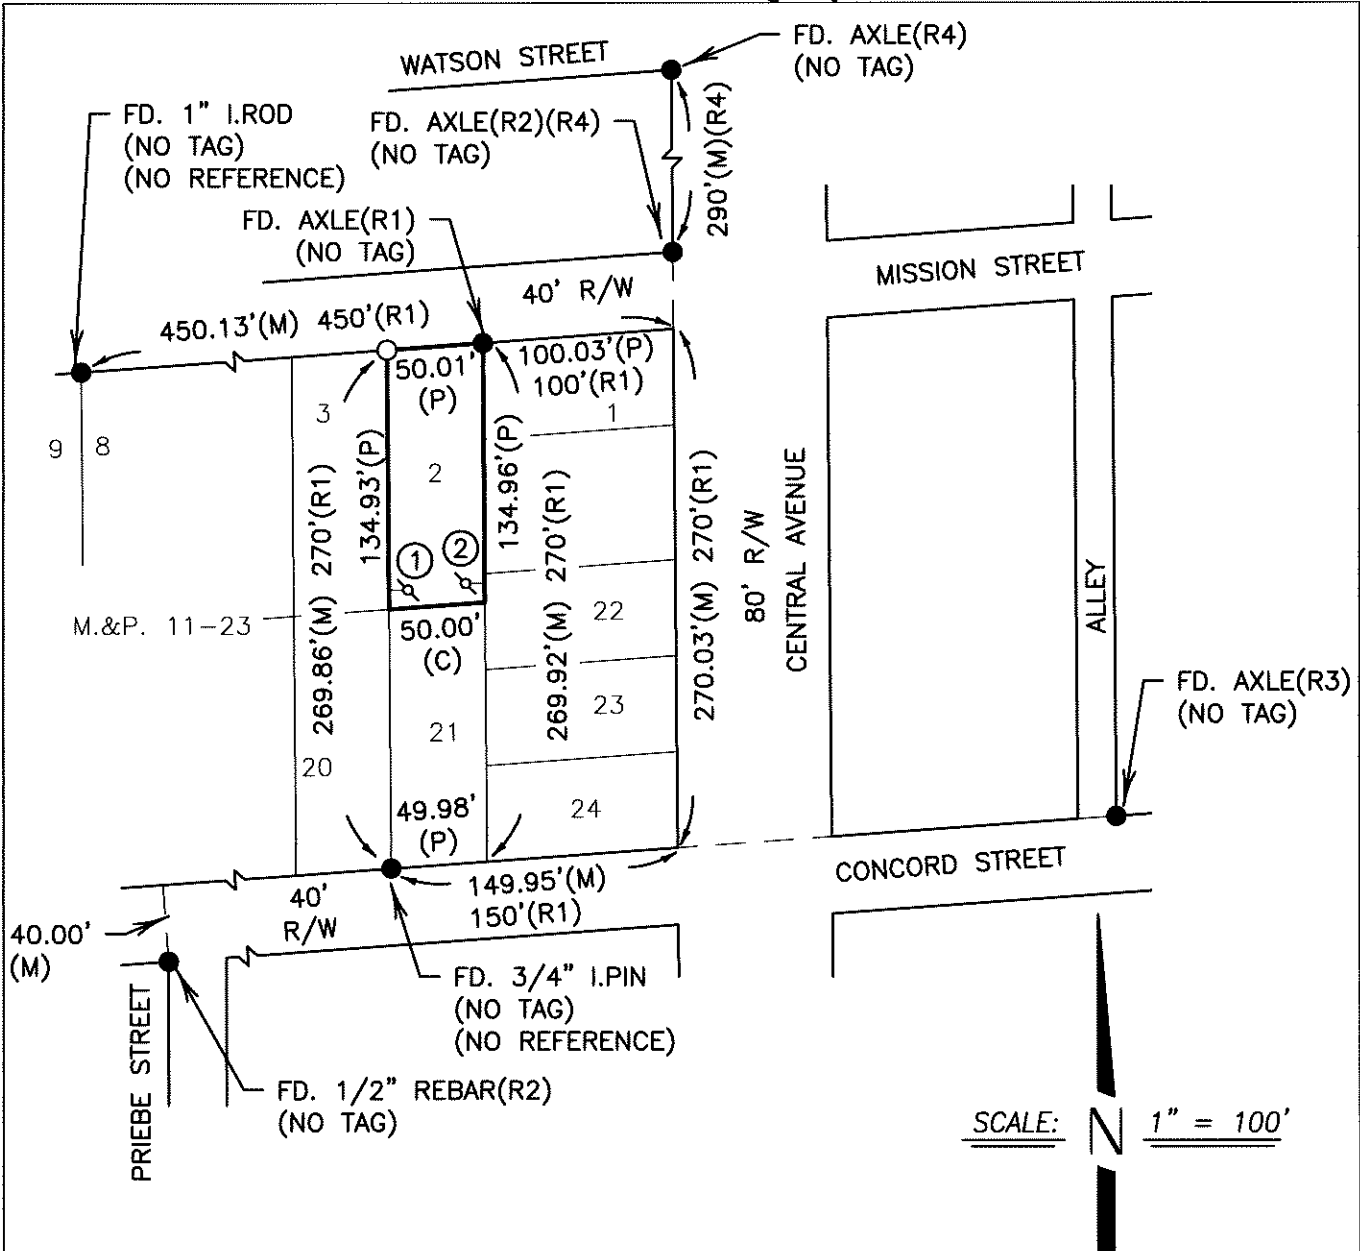 WATSON STREET
FD. AXLE(R4)
(NO TAG)
FD. 1" I.ROD
(NO TAG)
(NO REFERENCE)
FD. AXLE(R2)(R4)
(NO TAG)
290'(M)(R4)
FD. AXLE(R1)
(NO TAG)
MISSION STREET
40' R/W
450.13'(M) 450'(R1)
50.01'
(P)
100.03'(P)
100'(R1)
3
1
9
8
2
134.93'(P)
134.96'(P)
270.03'(M) 270'(R1)
80' R/W
CENTRAL AVENUE
269.86'(M) 270'(R1)
269.92'(M) 270'(R1)
1
2
ALLEY
M.&P. 11-23
50.00'
(C)
22
23
21
20
24
FD. AXLE(R3)
(NO TAG)
49.98'
(P)
CONCORD STREET
149.95'(M)
150'(R1)
40'
R/W
40.00'
(M)
FD. 3/4" I.PIN
(NO TAG)
(NO REFERENCE)
PRIEBE STREET
FD. 1/2" REBAR(R2)
(NO TAG)
SCALE: N 1" = 100'